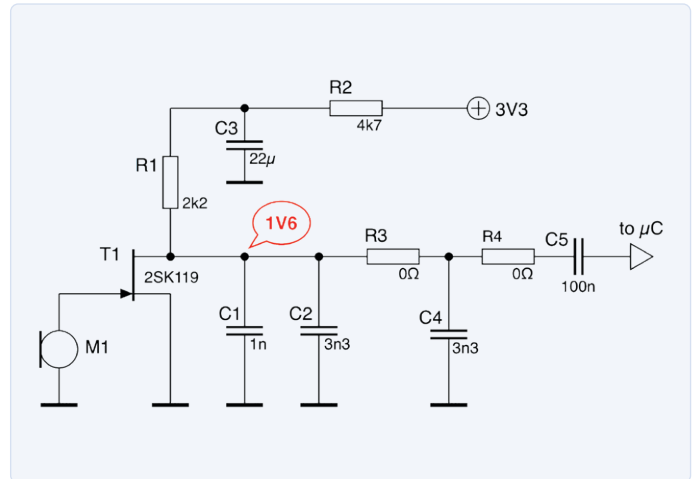 R2
3V3
4k7
C3
22µ
R1
2k2
1V6
T1
2SK119
R3
0Ω
R4
0Ω
C5
100n
to µC
M1
C1
1n
C2
3n3
C4
3n3